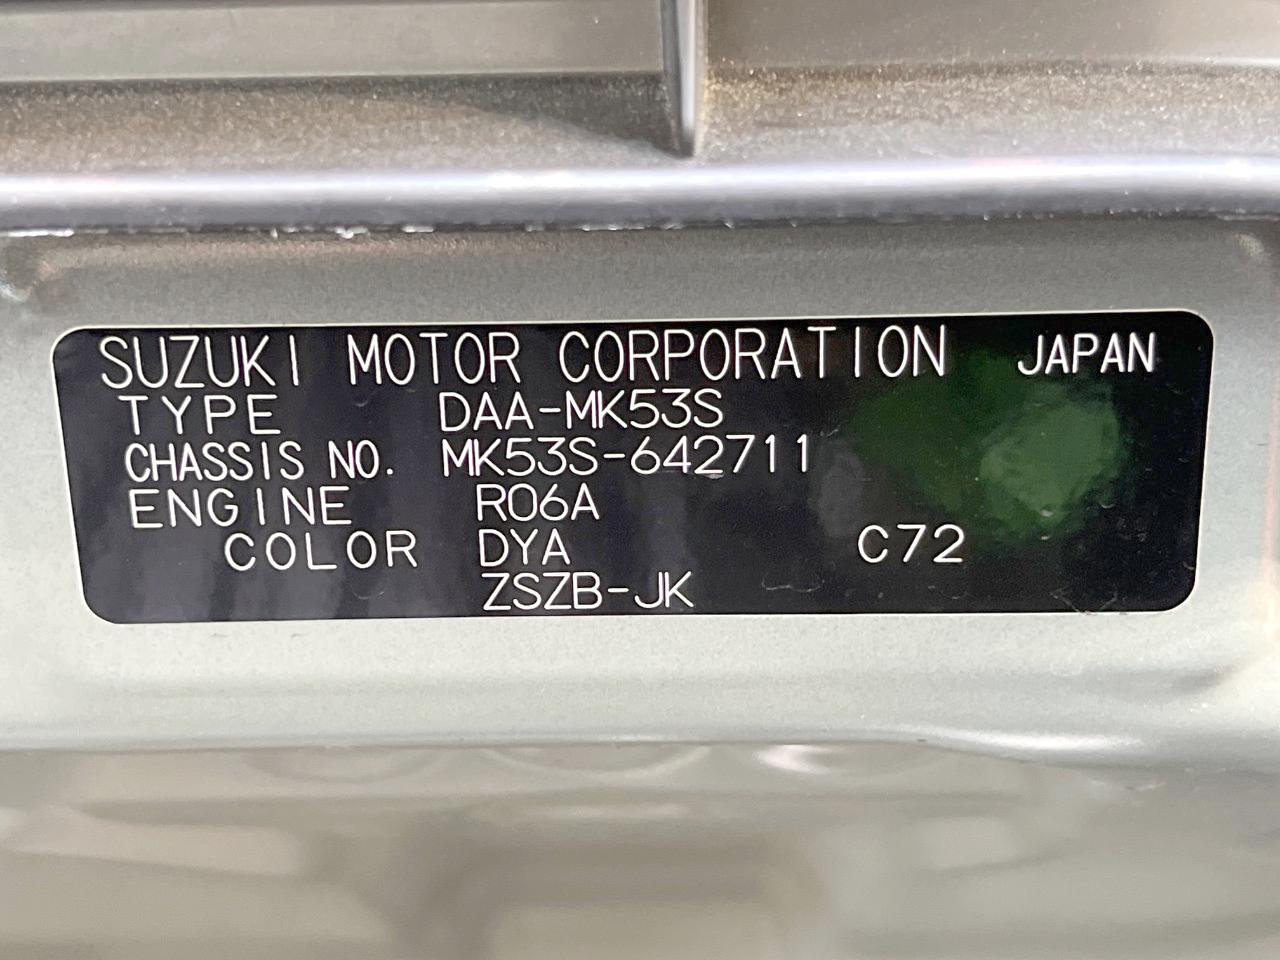 SUZUKI MOTOR CORPORATION JAPAN
TYPE DAA-MK53S
CHASSIS NO. MK53S-642711
ENGINE R06A
COLOR DYA C72
ZSZB-JK